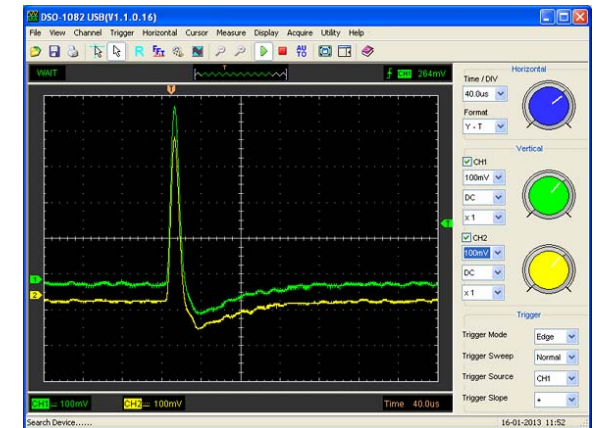 DSO-1082 USB(V1.1.0.16)
File View Channel Trigger Horizontal Cursor Measure Display Acquire Utility Help
R
WAIT
T
CH1 264mV
T
T
1
2
CH1 100mV CH2 100mV Time 40.0us
Search Device......
Horizontal
Time / DIV
40.0us
Format
Y - T
Vertical
CH1
100mV
DC
x 1
CH2
100mV
DC
x 1
Trigger
Trigger Mode Edge
Trigger Sweep Normal
Trigger Source CH1
Trigger Slope +
16-01-2013 11:52